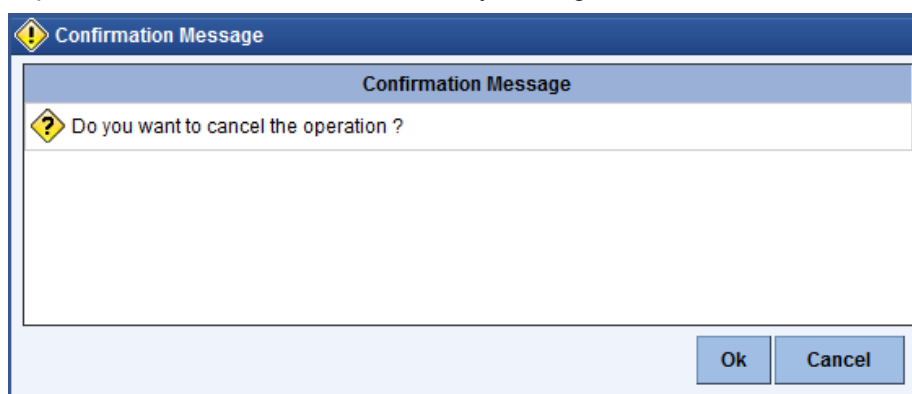 Confirmation Message
Confirmation Message
Do you want to cancel the operation ?
Ok Cancel